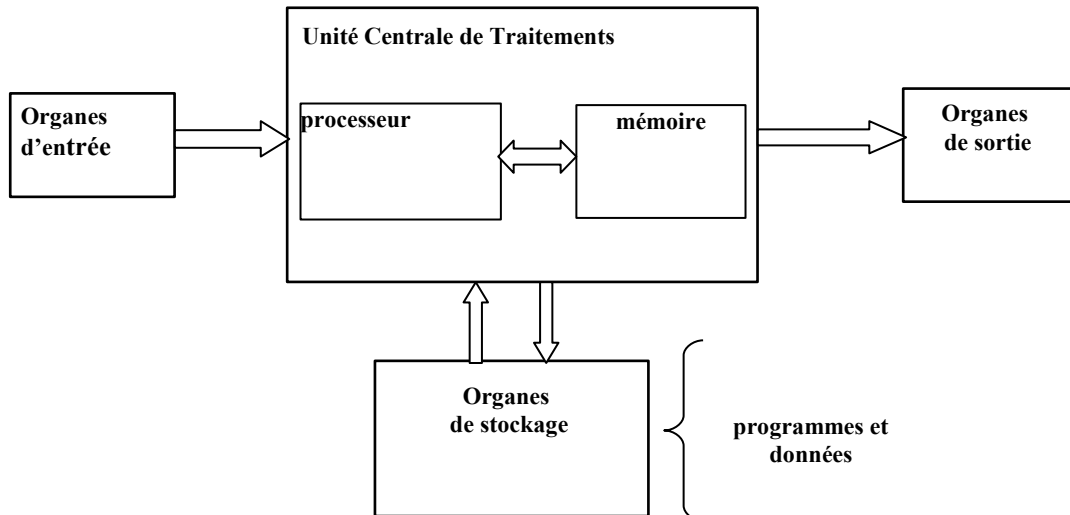 Unité Centrale de Traitements
Organes
d'entrée
processeur
mémoire
Organes
de sortie
Organes
de stockage
programmes et
données